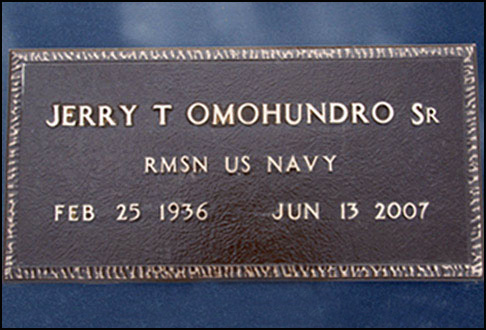 JERRY T OMOHUNDRO SR
RMSN US NAVY
FEB 25 1936 JUN 13 2007